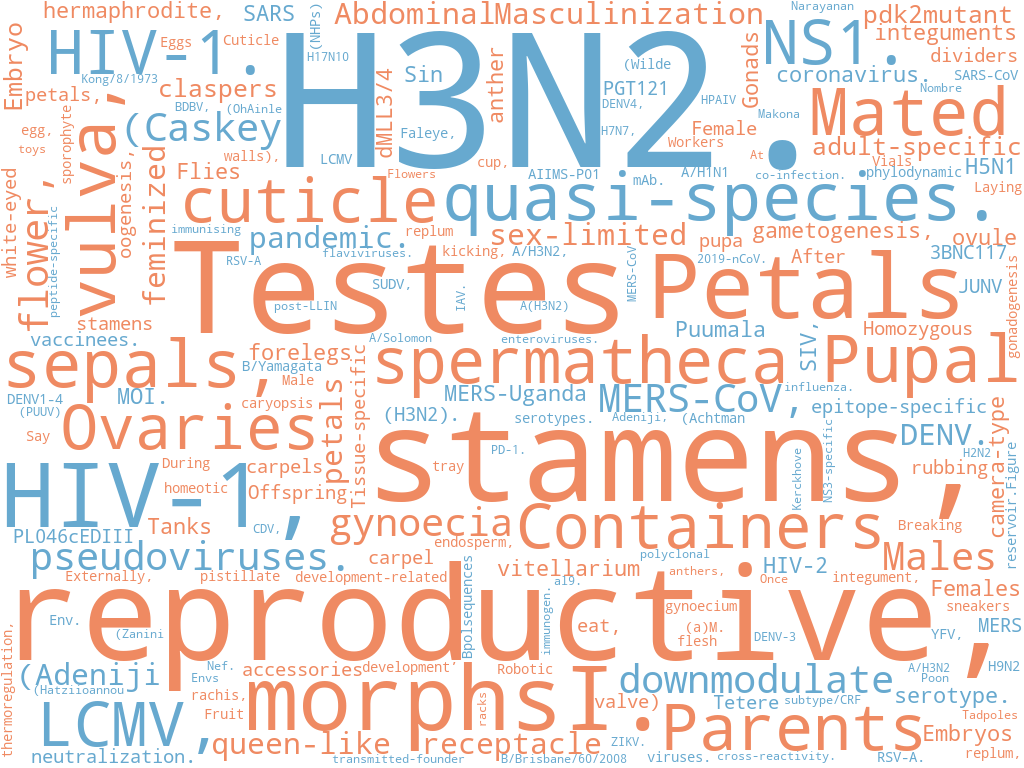 hermaphrodite,
SARS
(NHPs)
AbdominalMasculinization
Narayanan
pdk2mutant
integuments
Embryo
HIV-1.
Eggs
Cuticle
H17N10
H3N2.
NS1.
dividers
Kong/8/1973
petals,
claspers
BDBV,
(OhAinle
dMLL3/4
Sin
anther
(Wilde
PGT121
DENV4,
HPAIV
Gonads
coronavirus.
SARS-CoV
Nombre
Makona
Mated
egg,
toys
sporophyte
vulva,
(Caskey
walls),
LCMV
Faleye,
H7N7,
Female
Workers
At
adult-specific
Vials
phylodynamic
H5N1
white-eyed
flower,
oogenesis,
feminized
Flies
Flowers
cup,
AIIMS-P01
mAb.
A/H1N1
co-infection.
Laying
cuticle
quasi-species.
peptide-specific
immunising
pandemic.
replum
flaviviruses.
RSV-A
sex-limited
kicking,
A/H3N2,
MERS-CoV
pupa
2019-nCoV.
gametogenesis,
After
ovule
3BNC117
gonadogenesis
JUNV
Testes
Petals
SUDV,
post-LLIN
IAV.
A(H3N2)
stamens
vaccinees.
A/Solomon
enteroviruses.
Puumala
SIV,
Homozygous
sepals,
forelegs
B/Yamagata
Male
Tissue-specific
spermatheca
Pupal
influenza.
DENV1-4
(PUUV)
MOI.
caryopsis
petals
MERS-Uganda
MERS-CoV,
epitope-specific
(H3N2).
serotypes.
Adeniji,
(Achtman
Say
Ovaries
stamens,
DENV.
H2N2
camera-type
reservoir.Figure
PD-1.
During
homeotic
carpels
tray
Kerckhove
NS3-specific
rubbing
HIV-1,
Offspring.
PL046cEDIII
Tanks
CDV,
gynoecia
endosperm,
Containers
Breaking
pseudoviruses.
carpel
polyclonal
Males
Externally,
pistillate
development-related
Bpolsequences
vitellarium
a19.
anthers,
HIV-2
Once
integument,
Females
sneakers
reproductive,
thermoregulation,
Env.
(Zanini
immunogen.
eat,
gynoecium
(a)M.
flesh
DENV-3
YFV,
MERS
(Adeniji
(Hatziioannou
Nef.
Envs
accessories
development’
Robotic
downmodulate
A/H3N2
Poon
H9N2
rachis,
Fruit
morphsI.
racks
valve)
Tetere
subtype/CRF
serotype.
Tadpoles
LCMV,
Parents
Embryos
neutralization.
queen-like
receptacle
ZIKV.
transmitted-founder
B/Brisbane/60/2008
viruses.
cross-reactivity.
RSV-A.
replum,